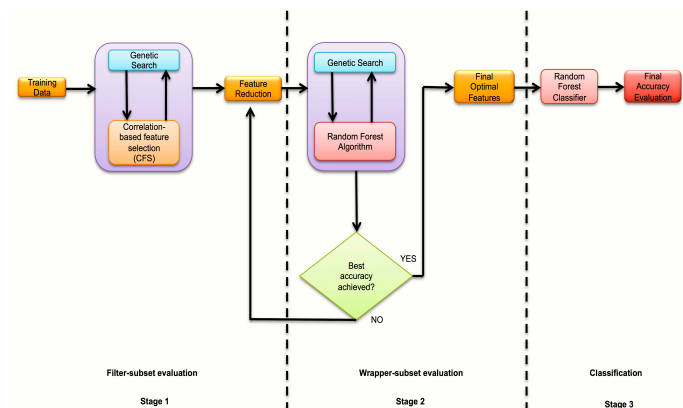 Training
Data
Genetic
Search
Correlation-
based feature
selection
(CFS)
Feature
Reduction
Genetic Search
Random Forest
Algorithm
Best
accuracy
achieved?
YES
NO
Final
Optimal
Features
Random
Forest
Classifier
Final
Accuracy
Evaluation
Filter-subset evaluation
Wrapper-subset evaluation
Classification
Stage 1
Stage 2
Stage 3